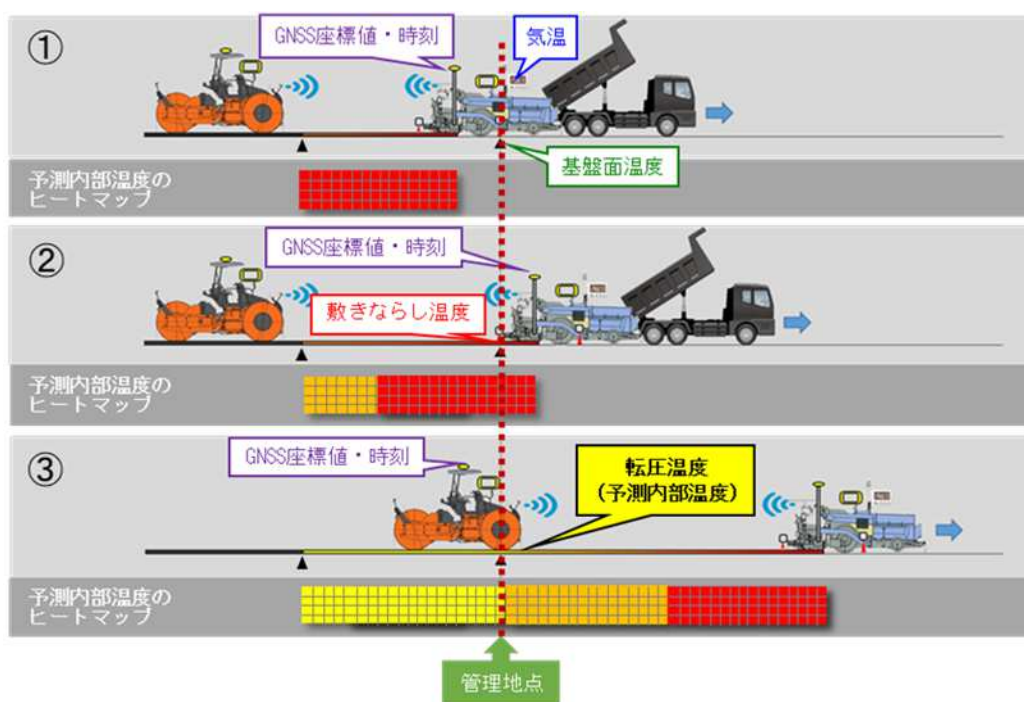 ①
GNSS座標値・時刻
気温
基盤面温度
予測内部温度の
ヒートマップ
②
GNSS座標値・時刻
敷きならし温度
予測内部温度の
ヒートマップ
③
GNSS座標値・時刻
転圧温度
(予測内部温度)
予測内部温度の
ヒートマップ
管理地点